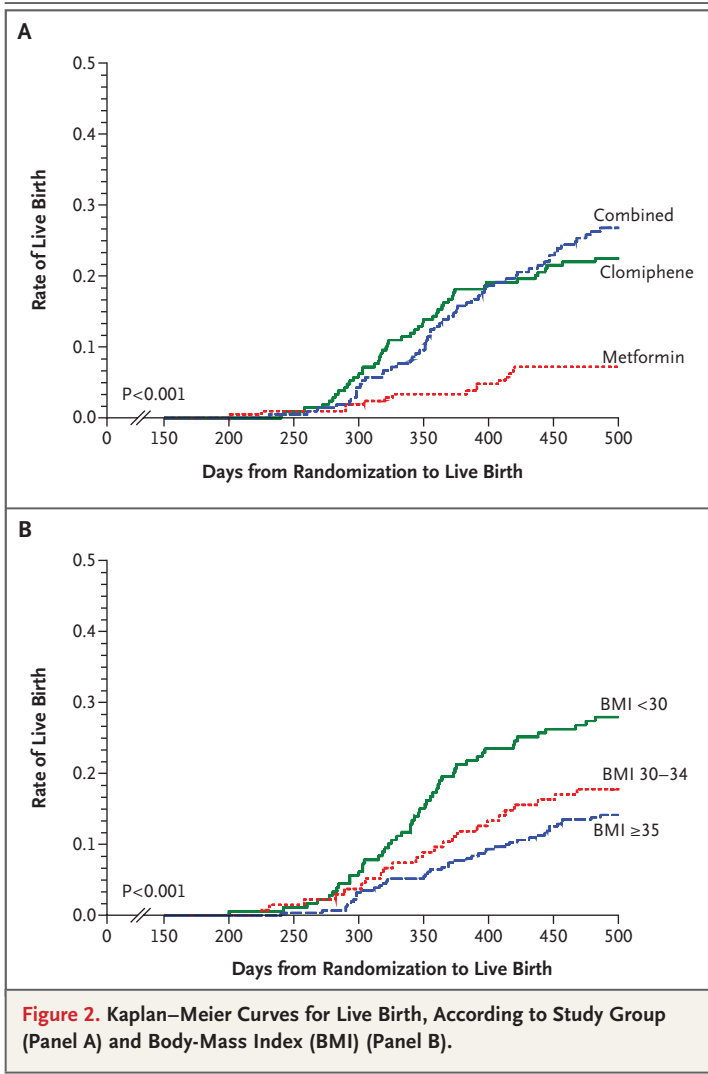 A
0.5
0.4
0.3
0.2
0.1
0.0
Rate of Live Birth
Combined
Clomiphene
Metformin
P<0.001
0 150 200 250 300 350 400 450 500
Days from Randomization to Live Birth
B
0.5
0.4
0.3
0.2
0.1
0.0
Rate of Live Birth
BMI <30
BMI 30–34
BMI ≥35
P<0.001
0 150 200 250 300 350 400 450 500
Days from Randomization to Live Birth
Figure 2. Kaplan–Meier Curves for Live Birth, According to Study Group
(Panel A) and Body-Mass Index (BMI) (Panel B).